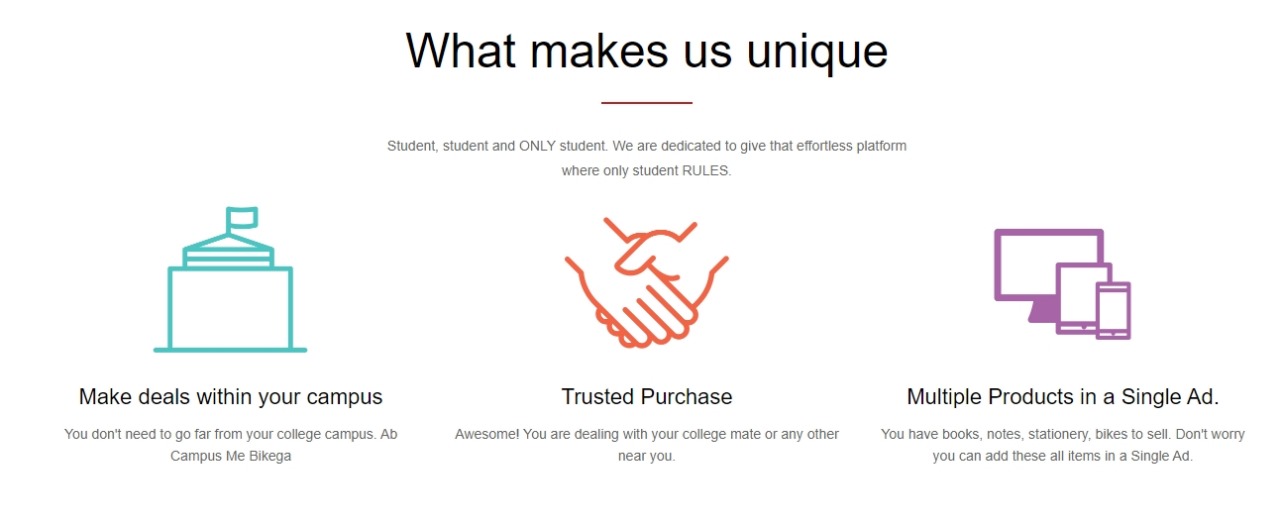 What makes us unique
Student, student and ONLY student. We are dedicated to give that effortless platform
where only student RULES.
Make deals within your campus
You don't need to go far from your college campus. Ab
Campus Me Bikega
Trusted Purchase
Awesome! You are dealing with your college mate or any other
near you.
Multiple Products in a Single Ad.
You have books, notes, stationery, bikes to sell. Don't worry
you can add these all items in a Single Ad.